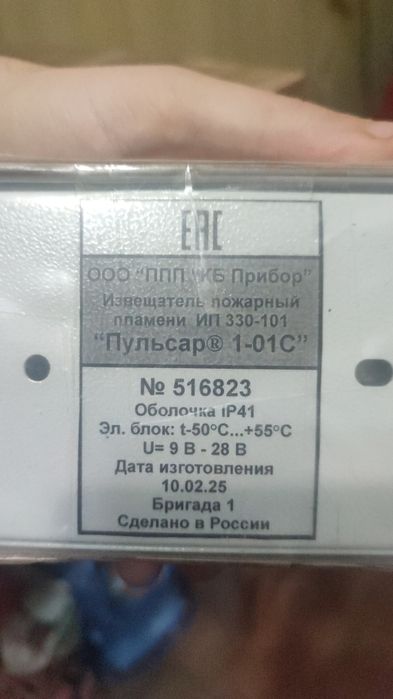 EAC
ООО "ППП "КБ Прибор"
Извещатель пожарный
пламени ИП 330-101
"Пульсар® 1-01С"
№ 516823
Оболочка IP41
Эл. блок: t-50°С...+55°С
U= 9 В - 28 В
Дата изготовления
10.02.25
Бригада 1
Сделано в России